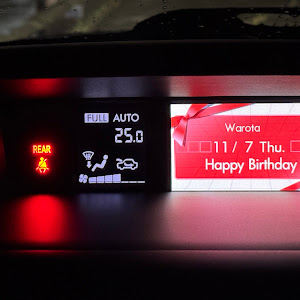 FULL AUTO
25.0
REAR
Warota
11/ 7 Thu.
Happy Birthday